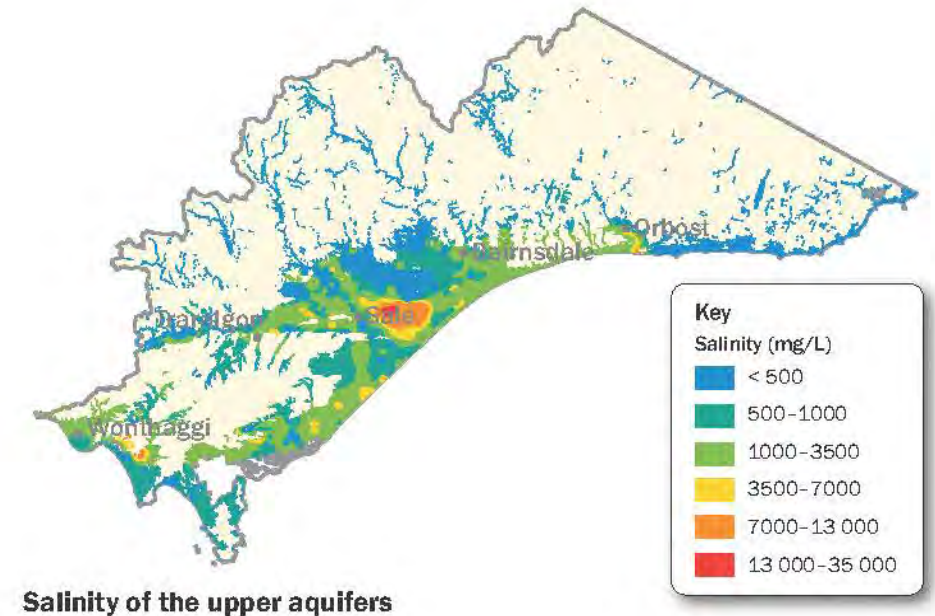 Orbost
Bairnsdale
Traralgon
Sale
Wonthaggi
Key
Salinity (mg/L)
< 500
500–1000
1000–3500
3500–7000
7000–13 000
13 000–35 000
Salinity of the upper aquifers